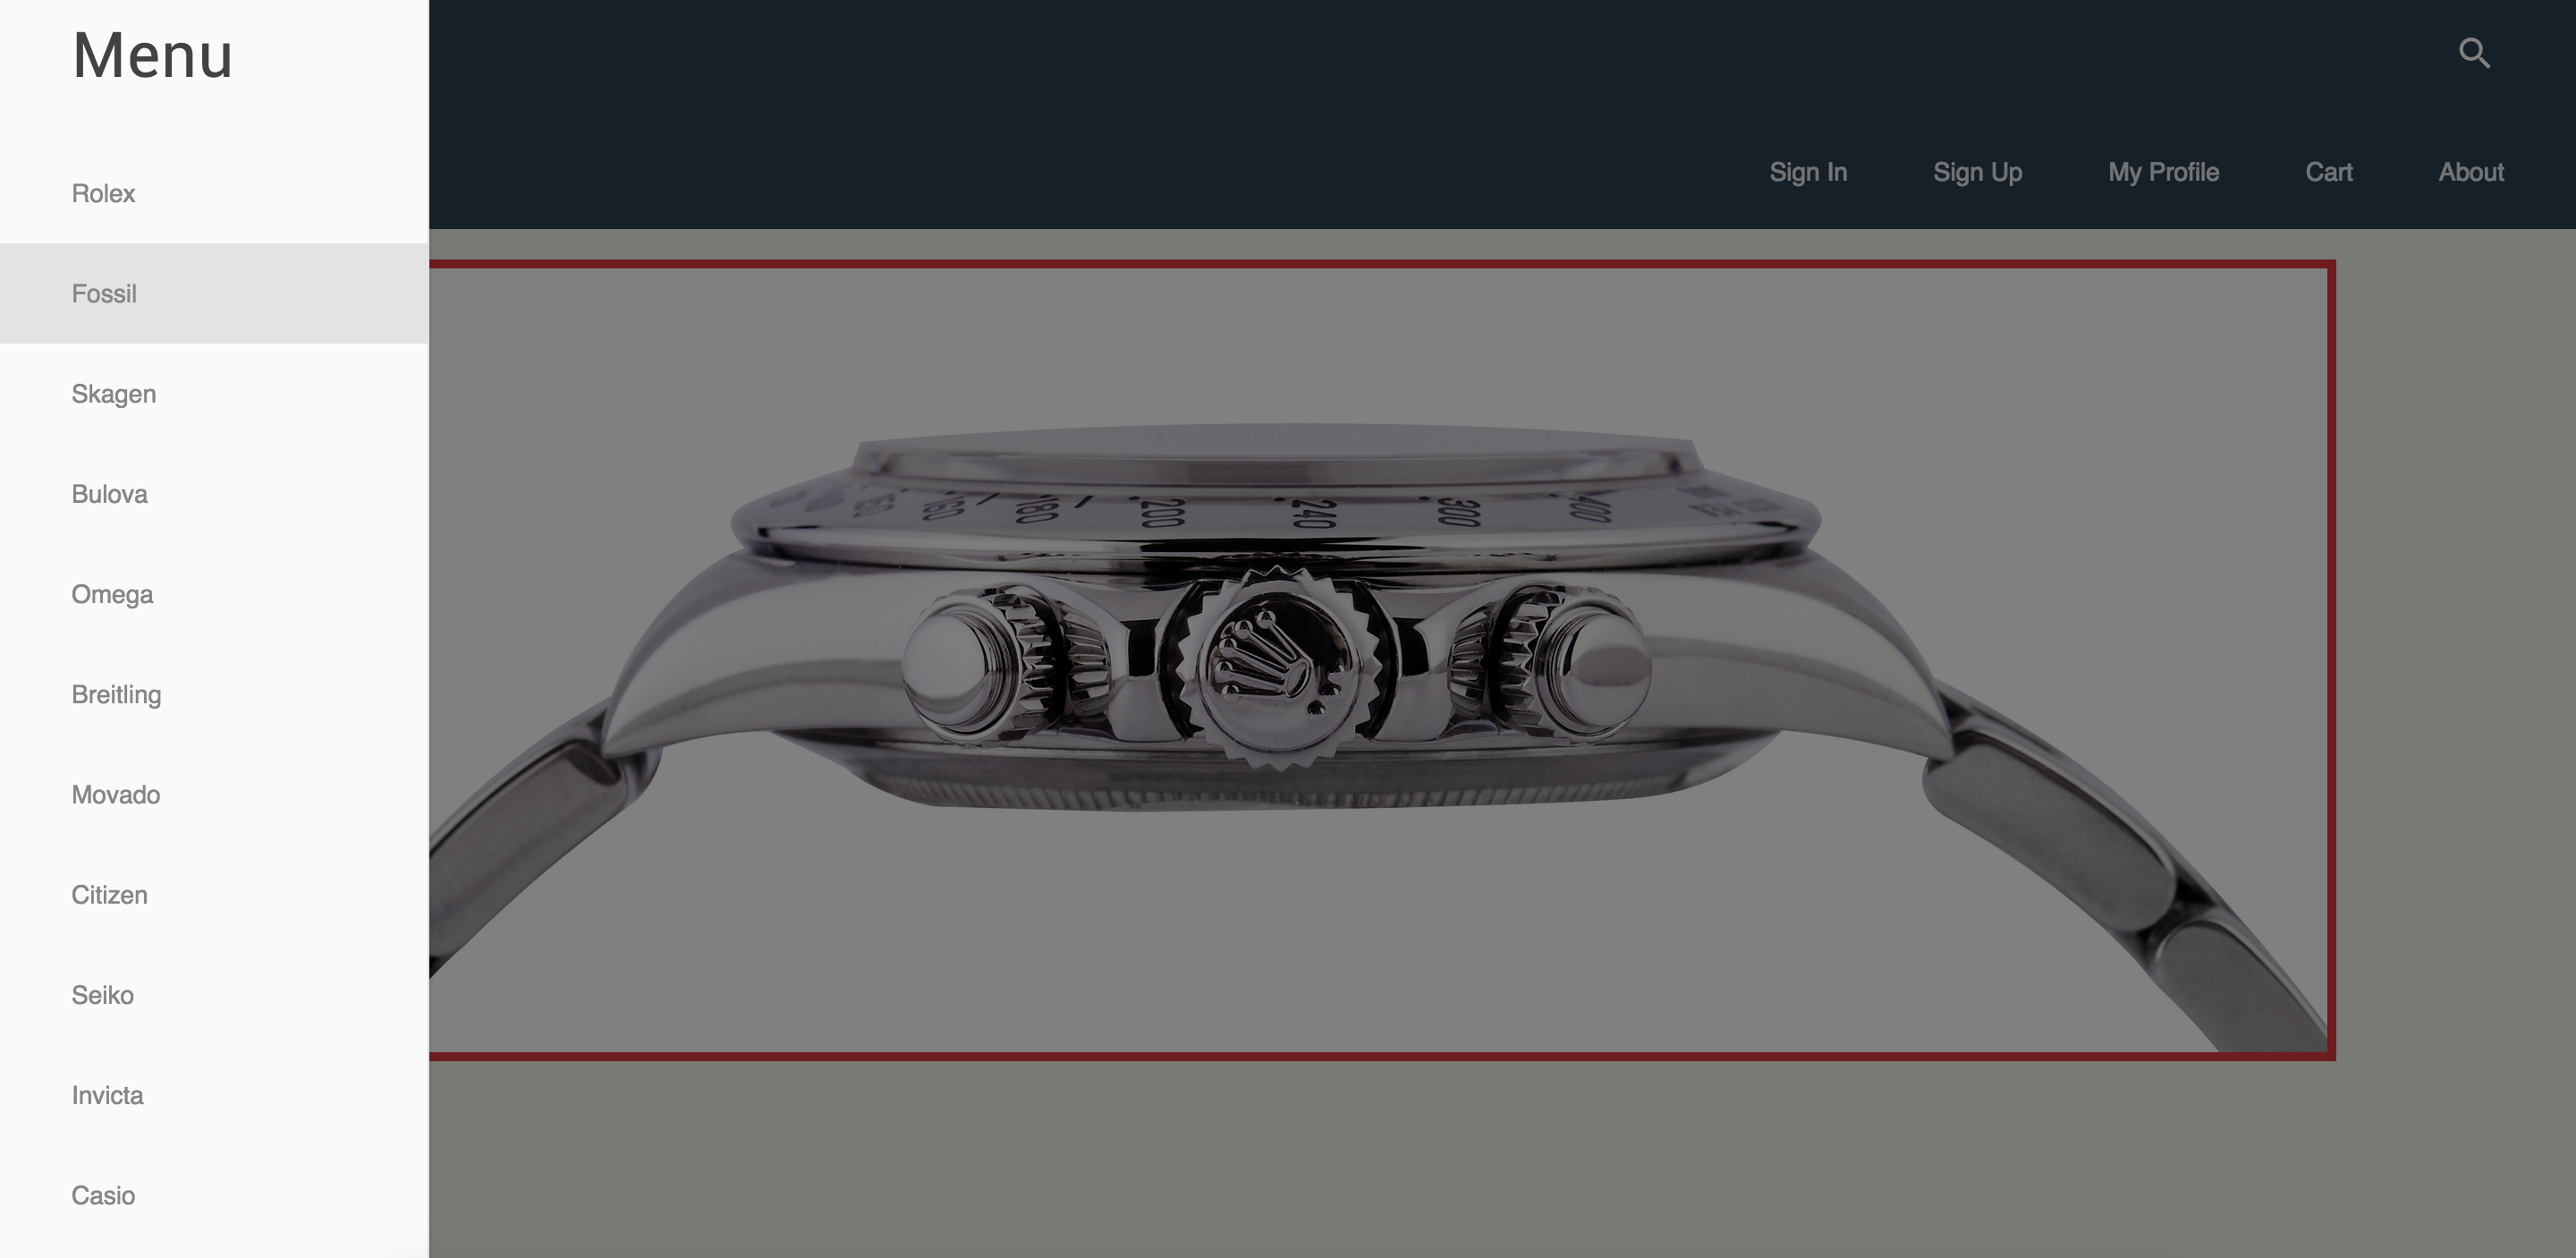 Menu
Rolex
Fossil
Skagen
Bulova
Omega
Breitling
Movado
Citizen
Seiko
Invicta
Casio
Sign In Sign Up My Profile Cart About
160 180 200 240 300 400